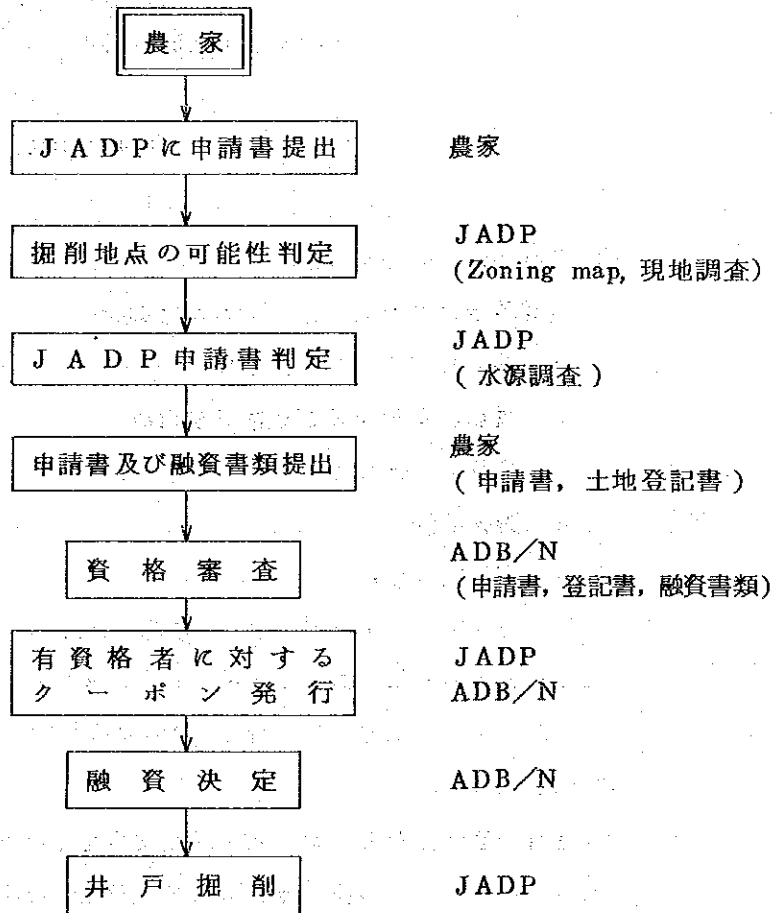 農家
JADPに申請書提出
農家
掘削地点の可能性判定
JADP
(Zoning map, 現地調査)
JADP申請書判定
JADP
(水源調査)
申請書及び融資書類提出
農家
(申請書, 土地登記書)
資格審査
ADB/N
(申請書, 登記書, 融資書類)
有資格者に対する
クーポン発行
JADP
ADB/N
融資決定
ADB/N
井戸掘削
JADP